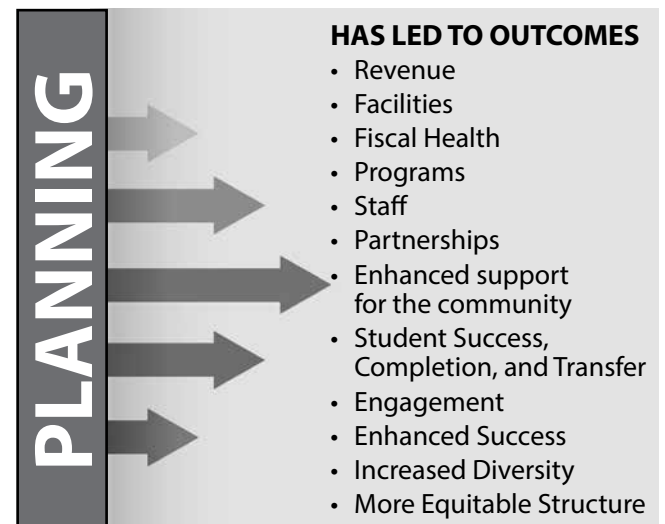 PLANNING
HAS LED TO OUTCOMES
• Revenue
• Facilities
• Fiscal Health
• Programs
• Staff
• Partnerships
• Enhanced support
for the community
• Student Success,
Completion, and Transfer
• Engagement
• Enhanced Success
• Increased Diversity
• More Equitable Structure